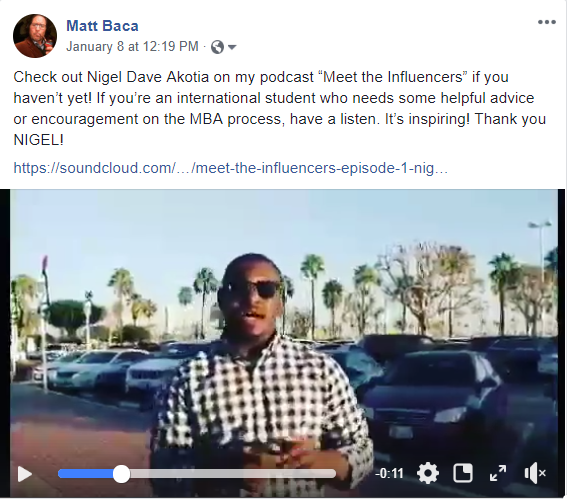 Matt Baca
January 8 at 12:19 PM ·
Check out Nigel Dave Akotia on my podcast “Meet the Influencers” if you
haven’t yet! If you’re an international student who needs some helpful advice
or encouragement on the MBA process, have a listen. It’s inspiring! Thank you
NIGEL!
https://soundcloud.com/…/meet-the-influencers-episode-1-nig…
-0:11